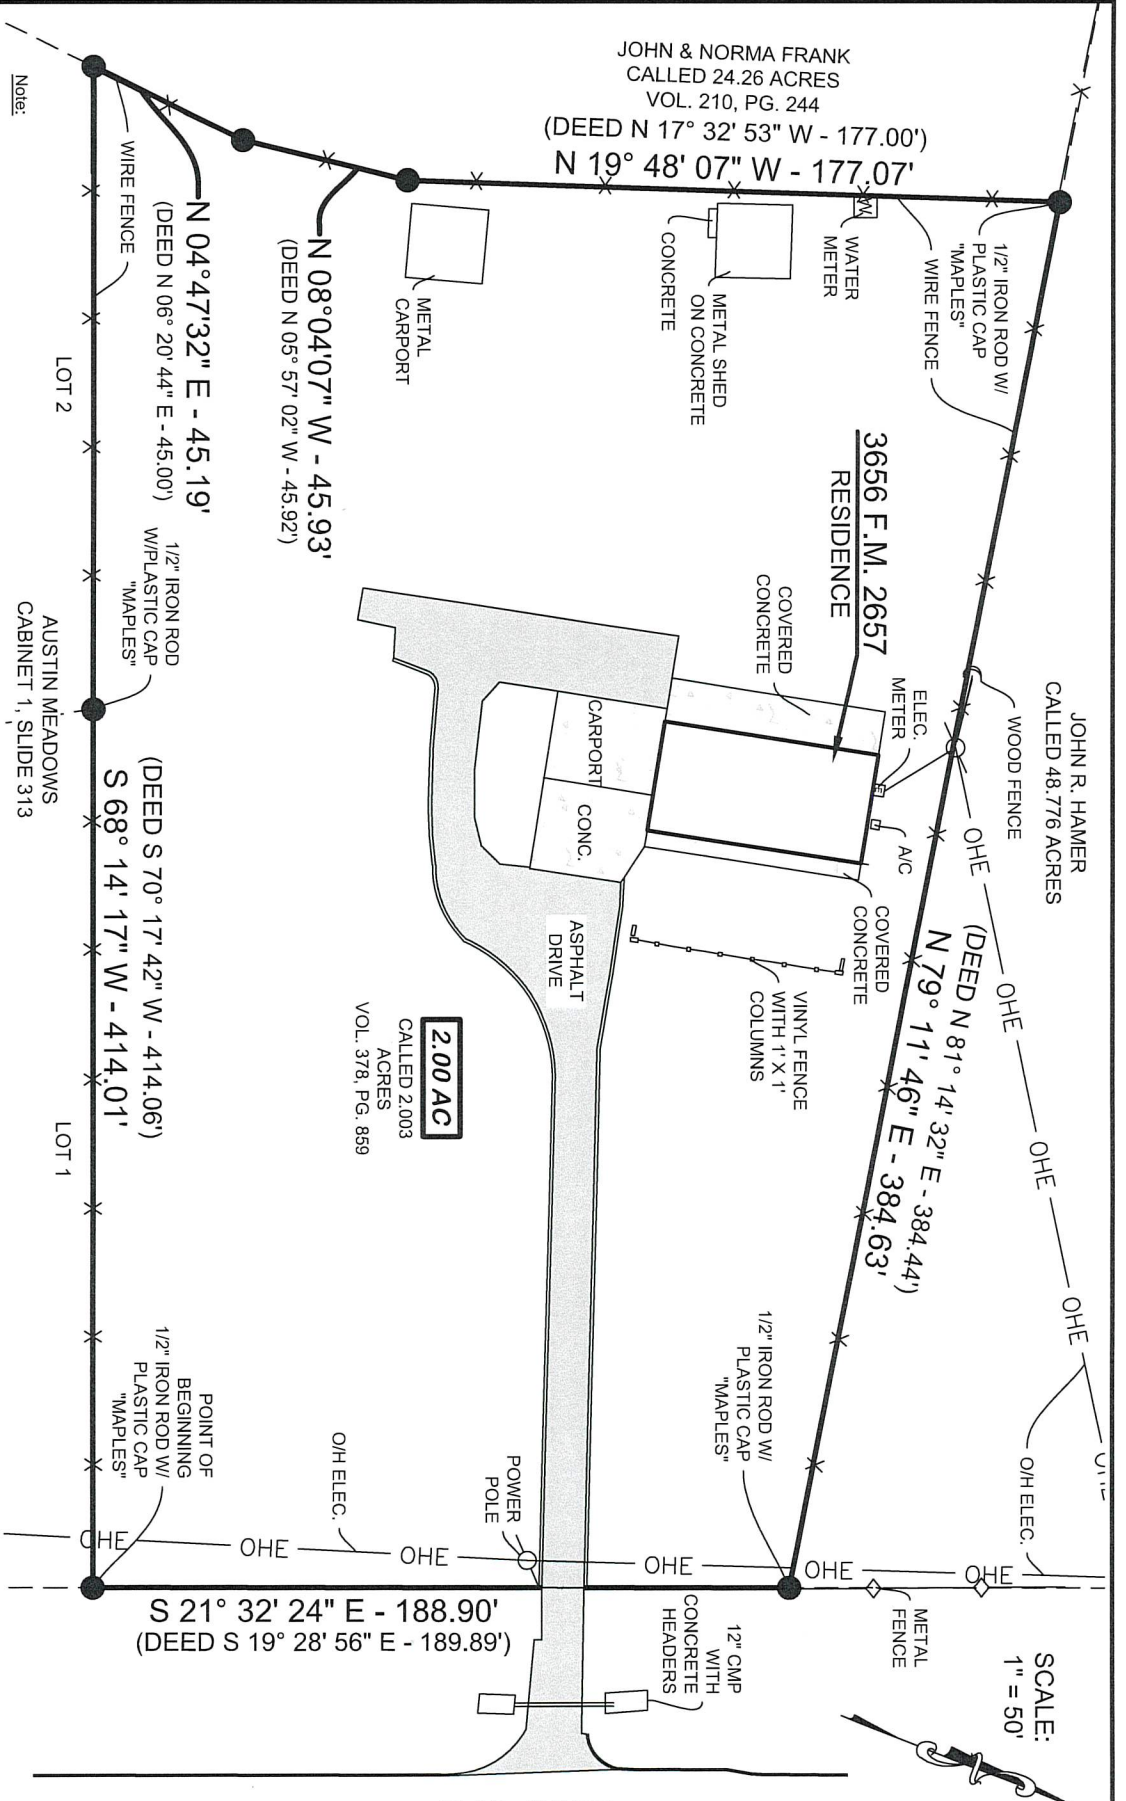 JOHN & NORMA FRANK
CALLED 24.26 ACRES
VOL. 210, PG. 244
(DEED N 17° 32' 53" W - 177.00')
N 19° 48' 07" W - 177.07'
Note:
WIRE FENCE
N 04°47'32" E - 45.19'
(DEED N 06° 20' 44" E - 45.00')
N 08°04'07" W - 45.93'
(DEED N 05° 57' 02" W - 45.92')
METAL
CARPORT
METAL SHED
ON CONCRETE
CONCRETE
W
WATER
METER
WIRE FENCE
1/2" IRON ROD W/
PLASTIC CAP
"MAPLES"
3656 F.M. 2657
RESIDENCE
COVERED
CONCRETE
ELEC.
METER
E
A/C
WOOD FENCE
JOHN R. HAMER
CALLED 48.776 ACRES
COVERED
CONCRETE
CARPORT
CONC.
ASPHALT
DRIVE
VINYL FENCE
WITH 1' X 1'
COLUMNS
(DEED N 81° 14' 32" E - 384.44')
N 79° 11' 46" E - 384.63'
OHE
OHE
OHE
OHE
OHE
O/H ELEC.
2.00 AC
CALLED 2.003
ACRES
VOL. 378, PG. 859
LOT 2
1/2" IRON ROD
W/PLASTIC CAP
"MAPLES"
AUSTIN MEADOWS
CABINET 1, SLIDE 313
(DEED S 70° 17' 42" W - 414.06')
S 68° 14' 17" W - 414.01'
LOT 1
POINT OF
BEGINNING
1/2" IRON ROD W/
PLASTIC CAP
"MAPLES"
O/H ELEC.
POWER
POLE
1/2" IRON ROD W/
PLASTIC CAP
"MAPLES"
OHE
OHE
OHE
OHE
OHE
OHE
S 21° 32' 24" E - 188.90'
(DEED S 19° 28' 56" E - 189.89')
12" CMP
WITH
CONCRETE
HEADERS
METAL
FENCE
SCALE:
1" = 50'